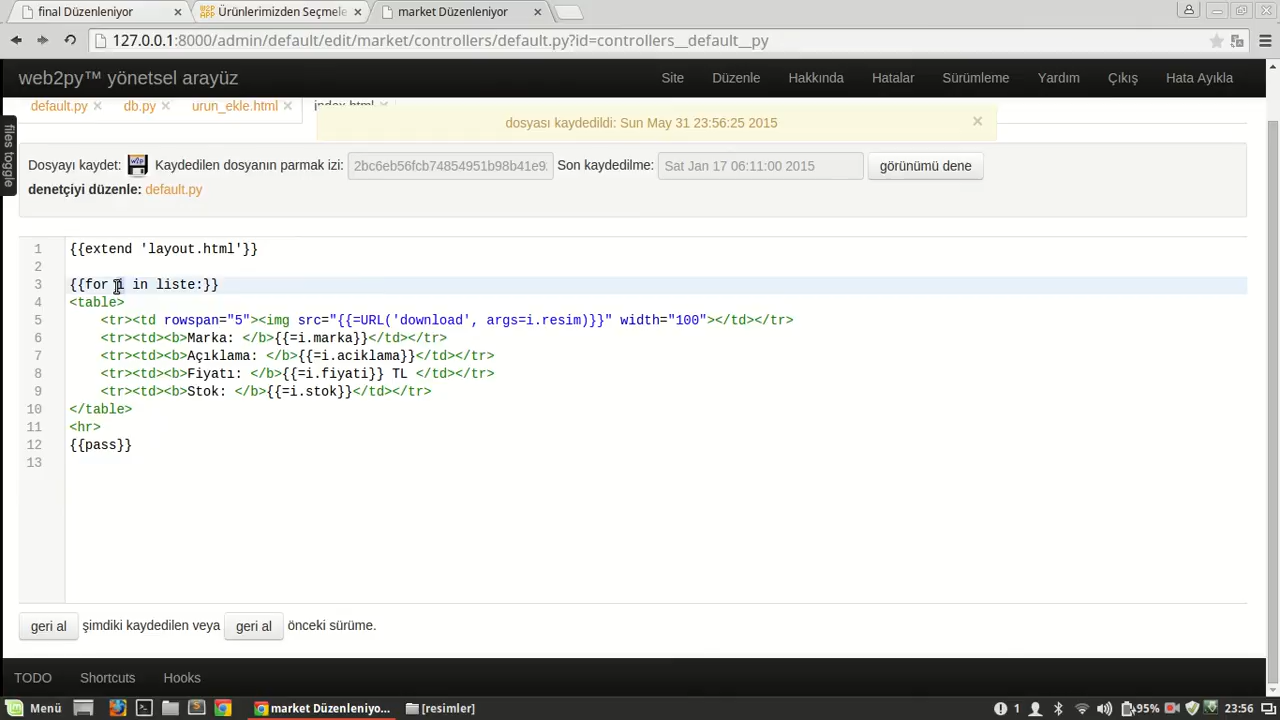 final Düzenleniyor
Ürünlerimizden Seçmele
market Düzenleniyor
127.0.0.1:8000/admin/default/edit/market/controllers/default.py?id=controllers__default__py
web2py™ yönetsel arayüz
Site Düzenle Hakkında Hatalar Sürümleme Yardım Çıkış Hata Ayıkla
default.py × db.py × urun_ekle.html × index.html ×
dosyası kaydedildi: Sun May 31 23:56:25 2015 ×
files toggle
Dosyayı kaydet: Kaydedilen dosyanın parmak izi: 2bc6eb56fcb74854951b98b41e9. Son kaydedilme: Sat Jan 17 06:11:00 2015 görünümü dene
denetçiyi düzenle: default.py
1 {{extend 'layout.html'}}
2
3 {{for i in liste:}}
4 <table>
5 <tr><td rowspan="5"><img src="{{=URL('download', args=i.resim)}}" width="100"></td></tr>
6 <tr><td><b>Marka: </b>{{=i.marka}}</td></tr>
7 <tr><td><b>Açıklama: </b>{{=i.aciklama}}</td></tr>
8 <tr><td><b>Fiyatı: </b>{{=i.fiyati}} TL </td></tr>
9 <tr><td><b>Stok: </b>{{=i.stok}}</td></tr>
10 </table>
11 <hr>
12 {{pass}}
13
geri al şimdiki kaydedilen veya geri al önceki sürüme.
TODO Shortcuts Hooks
Menü market Düzenleniyo... [resimler] 1 95% 23:56